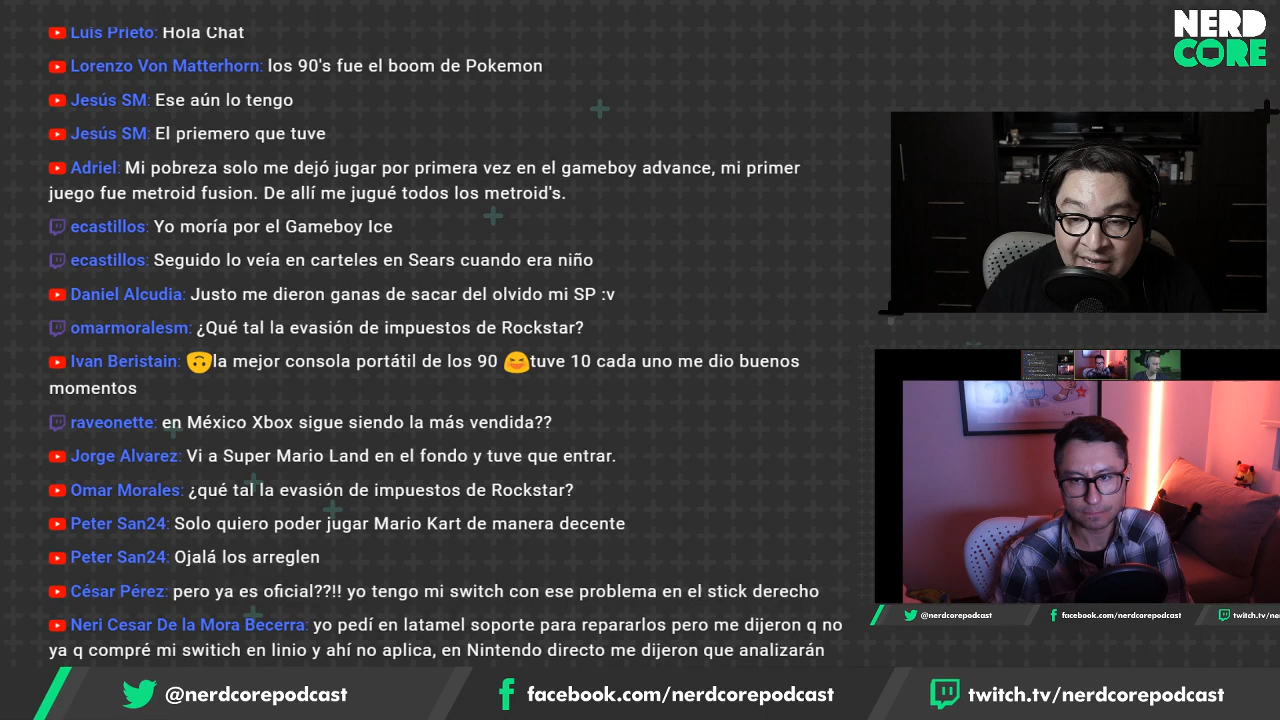 Luis Prieto: Hola Chat
Lorenzo Von Matterhorn: los 90's fue el boom de Pokemon
Jesús SM: Ese aún lo tengo
Jesús SM: El priemero que tuve
Adriel: Mi pobreza solo me dejó jugar por primera vez en el gameboy advance, mi primer
juego fue metroid fusion. De allí me jugué todos los metroid's.
ecastillos: Yo moría por el Gameboy Ice
ecastillos: Seguido lo veía en carteles en Sears cuando era niño
Daniel Alcudia: Justo me dieron ganas de sacar del olvido mi SP :v
omarmoralesm: ¿Qué tal la evasión de impuestos de Rockstar?
Ivan Beristain: 🙃la mejor consola portátil de los 90 😆tuve 10 cada uno me dio buenos
momentos
raveonette: en México Xbox sigue siendo la más vendida??
Jorge Alvarez: Vi a Super Mario Land en el fondo y tuve que entrar.
Omar Morales: ¿qué tal la evasión de impuestos de Rockstar?
Peter San24: Solo quiero poder jugar Mario Kart de manera decente
Peter San24: Ojalá los arreglen
César Pérez: pero ya es oficial??!! yo tengo mi switch con ese problema en el stick derecho
Neri Cesar De la Mora Becerra: yo pedí en latamel soporte para repararlos pero me dijeron q no
ya q compré mi switich en linio y ahí no aplica, en Nintendo directo me dijeron que analizarán
NERD
CORE
@nerdcorepodcast
facebook.com/nerdcorepodcast
twitch.tv/ne
@nerdcorepodcast
facebook.com/nerdcorepodcast
twitch.tv/nerdcorepodcast